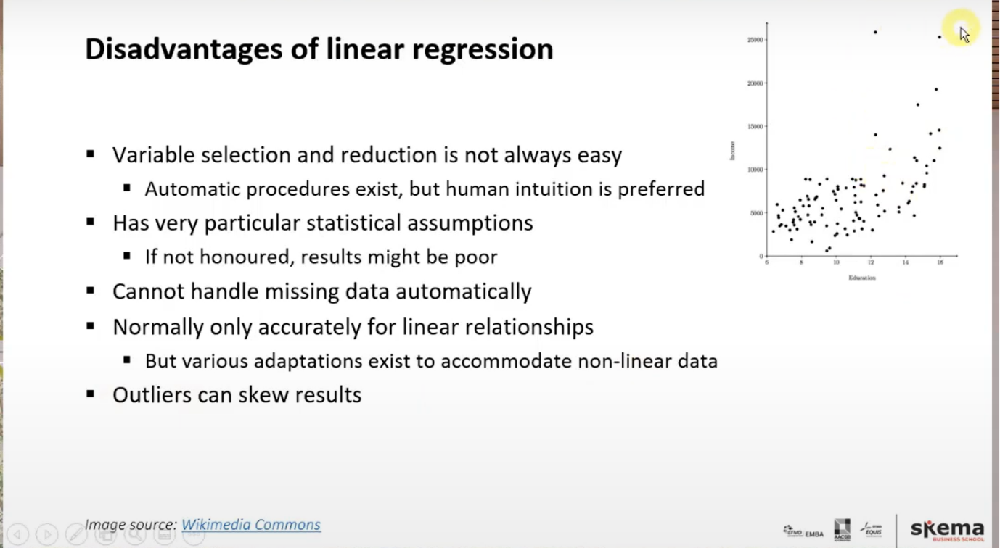 Disadvantages of linear regression
▪ Variable selection and reduction is not always easy
▪ Automatic procedures exist, but human intuition is preferred
▪ Has very particular statistical assumptions
▪ If not honoured, results might be poor
▪ Cannot handle missing data automatically
▪ Normally only accurately for linear relationships
▪ But various adaptations exist to accommodate non-linear data
▪ Outliers can skew results
25000
20000
15000
10000
5000
0
Income
6 8 10 12 14 16
Education
Image source: Wikimedia Commons
EFMD EMBA
AACSB
EFMD
EQUIS
skema
BUSINESS SCHOOL